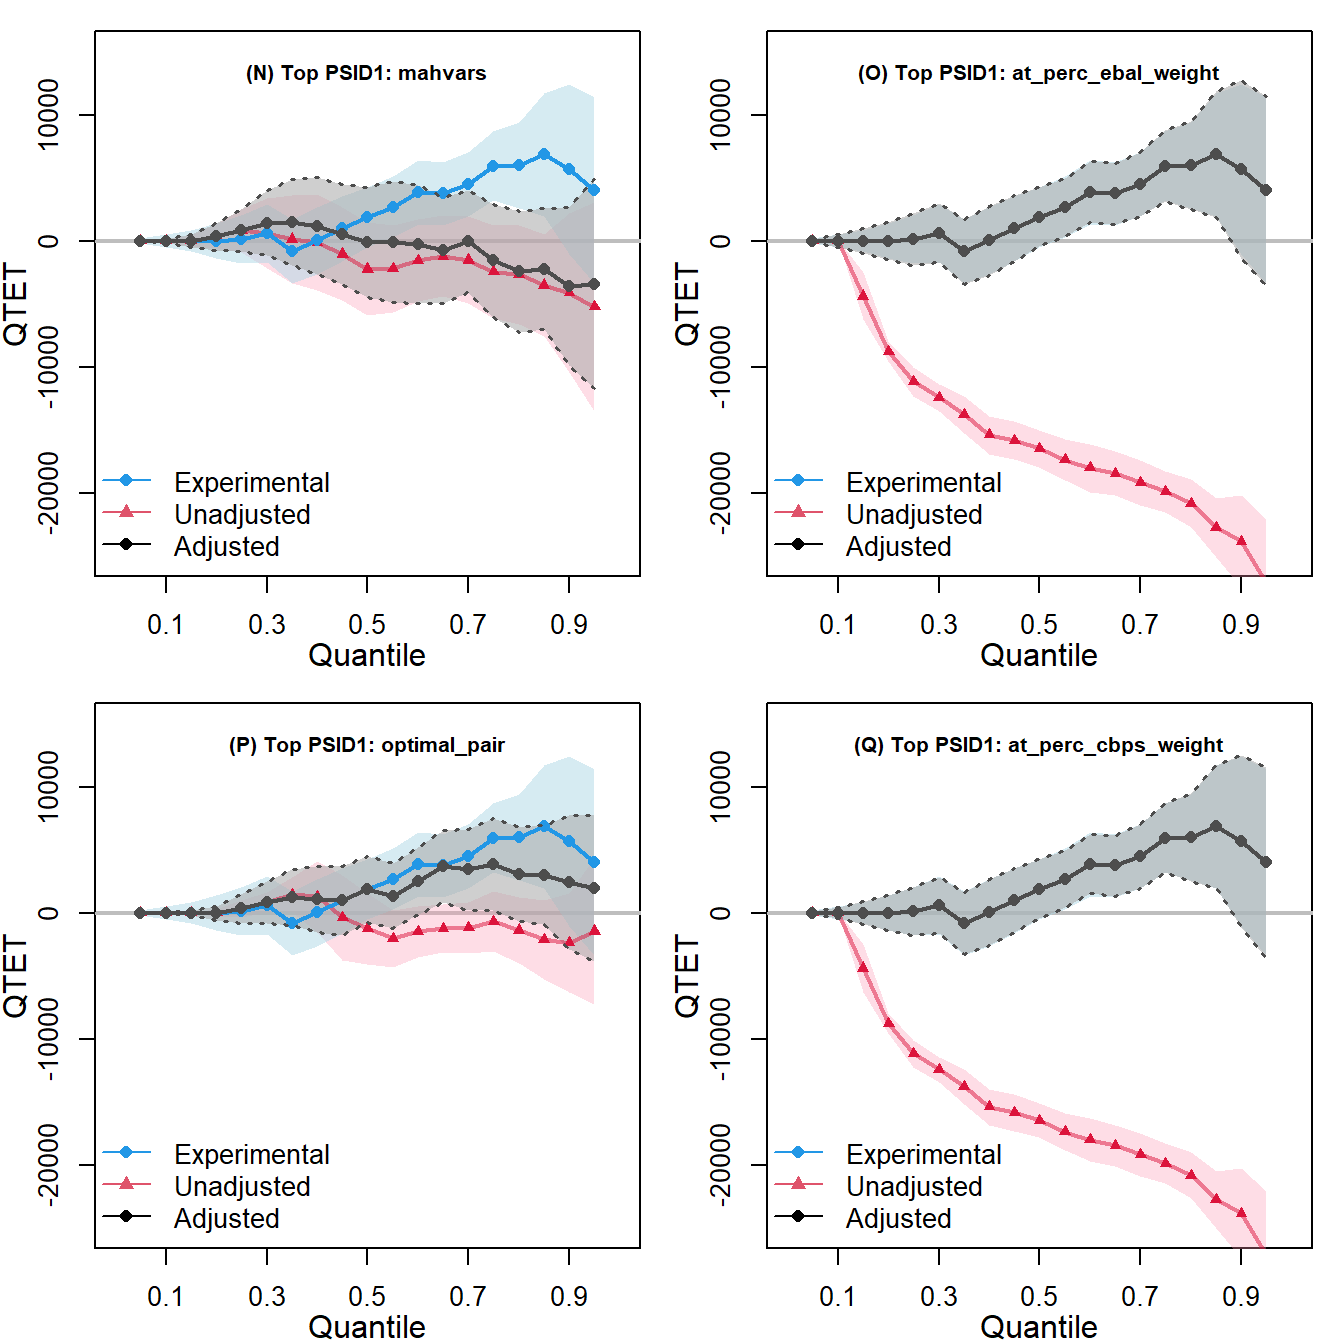 (N) Top PSID1: mahvars
QTET
10000
0
-10000
-20000
Experimental
Unadjusted
Adjusted
0.1 0.3 0.5 0.7 0.9
Quantile
(O) Top PSID1: at_perc_ebal_weight
QTET
10000
0
-10000
-20000
Experimental
Unadjusted
Adjusted
0.1 0.3 0.5 0.7 0.9
Quantile
(P) Top PSID1: optimal_pair
QTET
10000
0
-10000
-20000
Experimental
Unadjusted
Adjusted
0.1 0.3 0.5 0.7 0.9
Quantile
(Q) Top PSID1: at_perc_cbps_weight
QTET
10000
0
-10000
-20000
Experimental
Unadjusted
Adjusted
0.1 0.3 0.5 0.7 0.9
Quantile